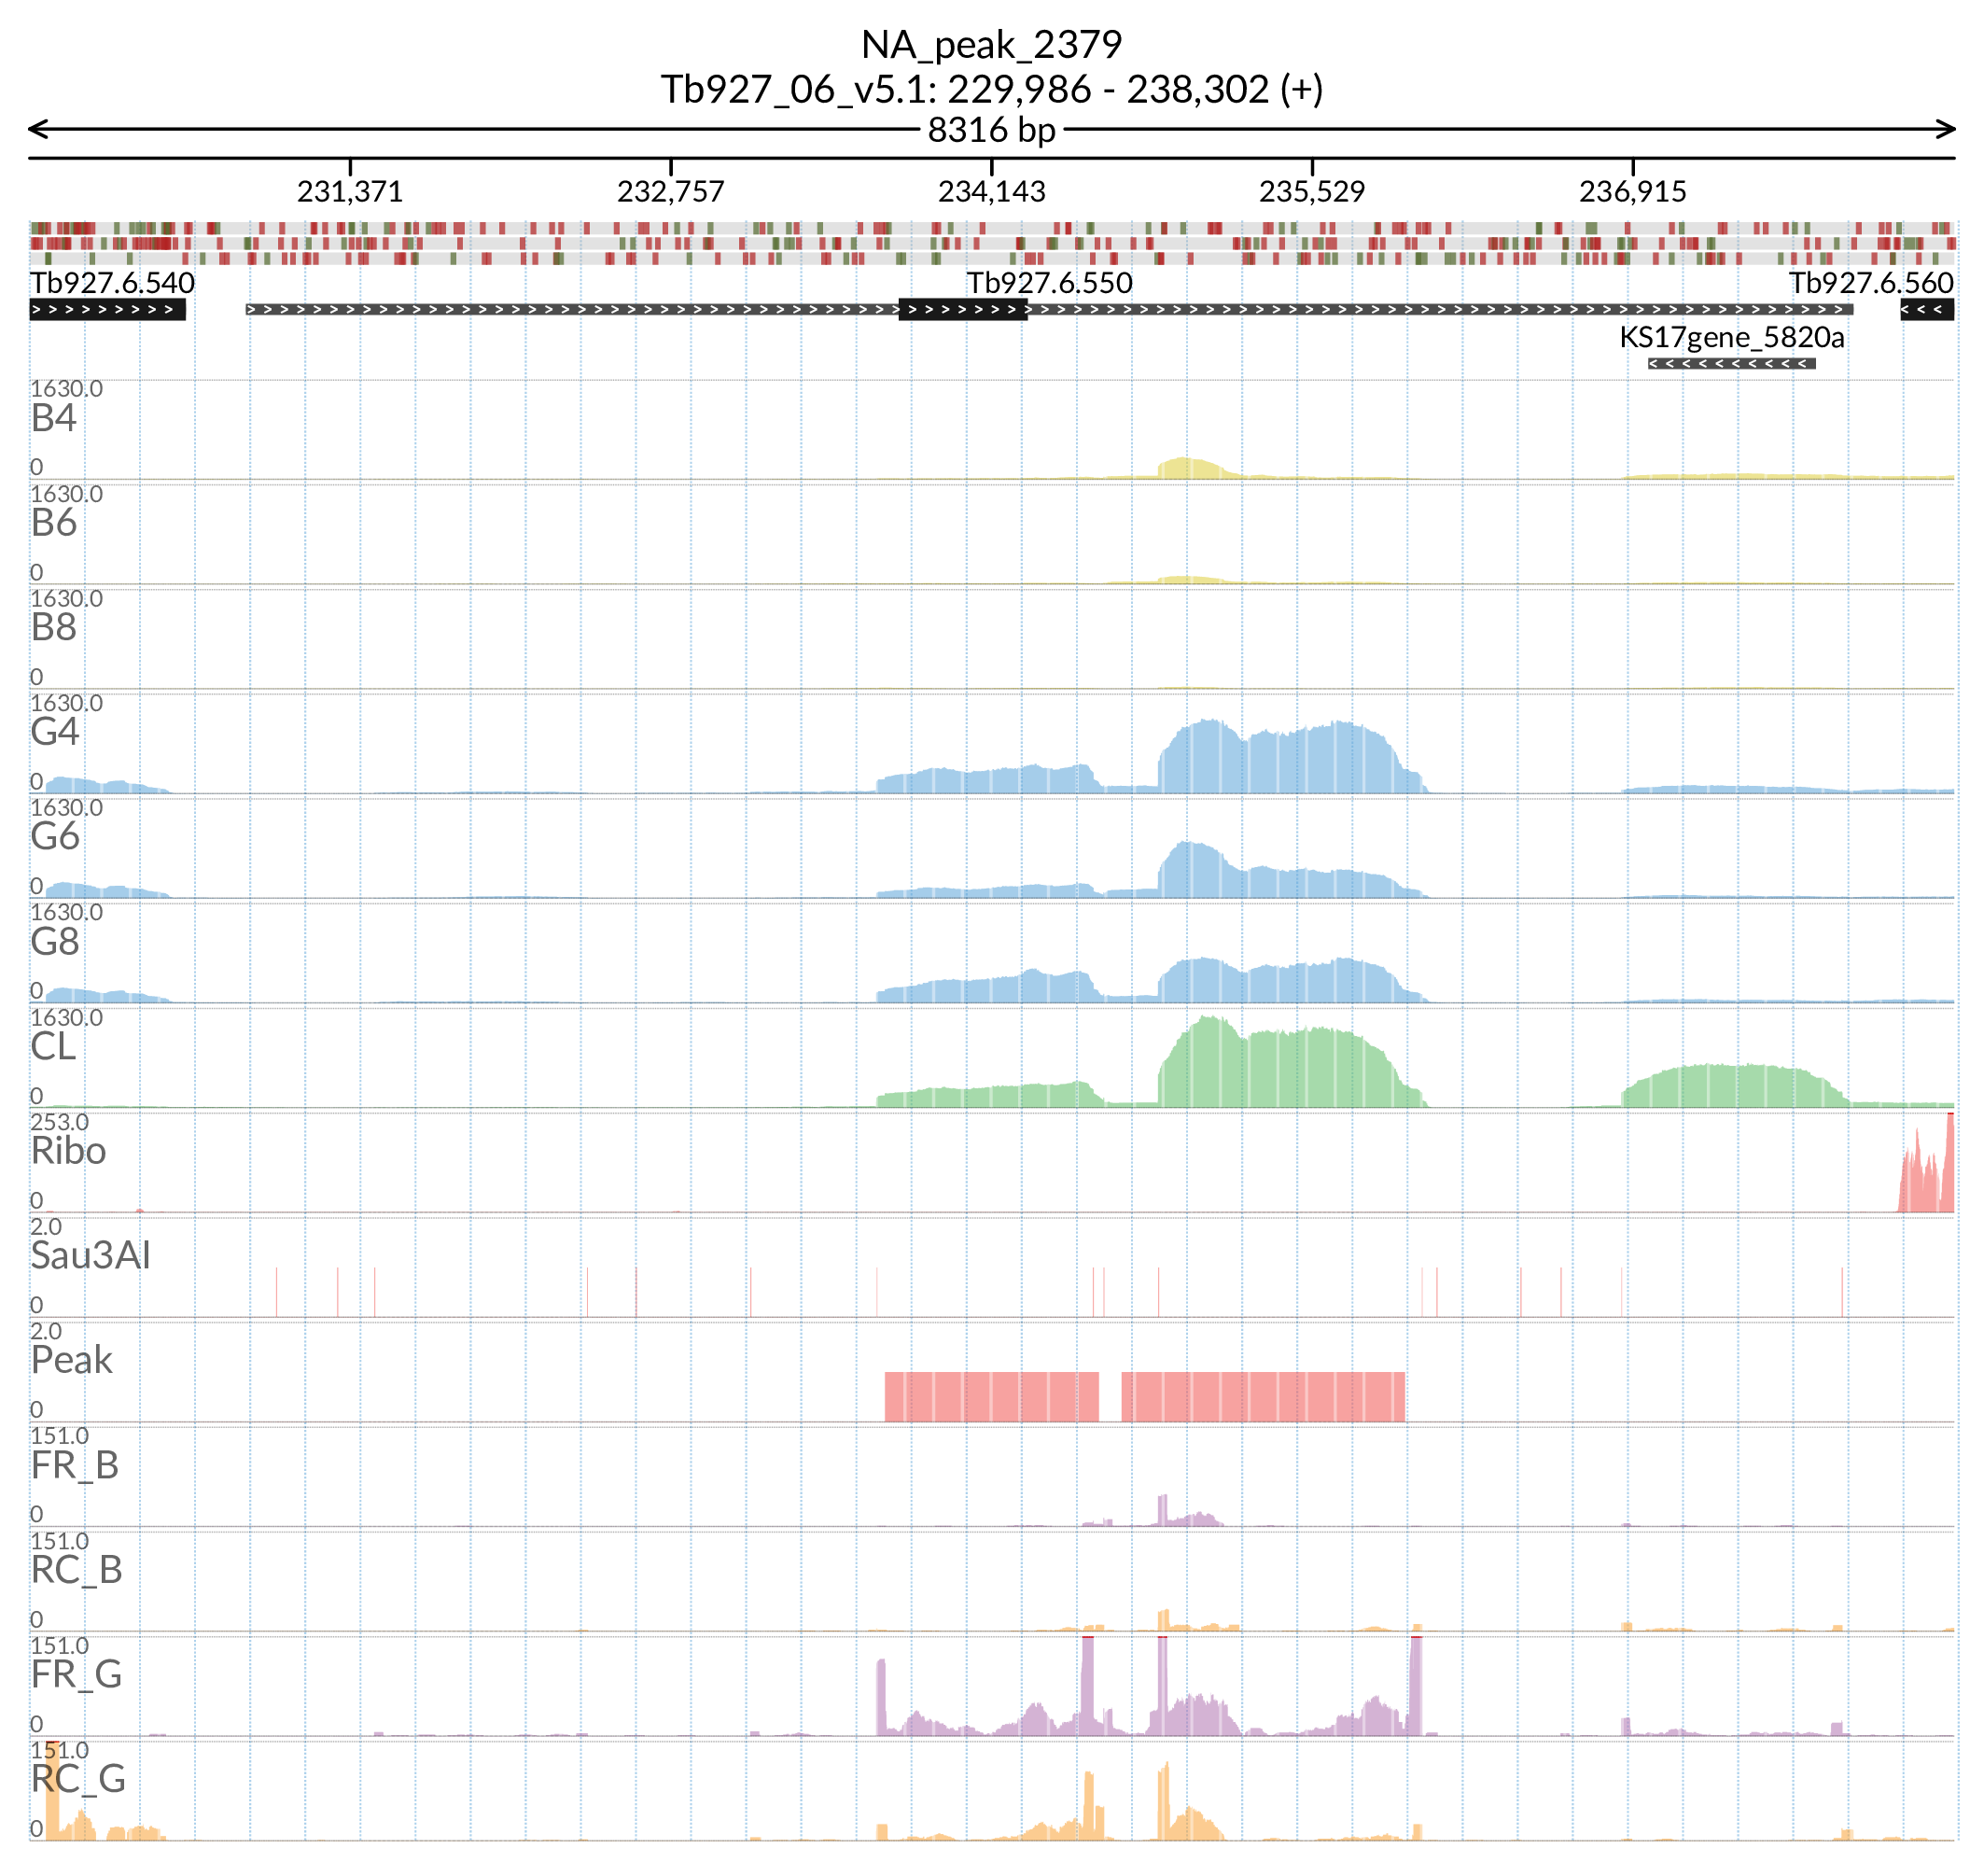 NA_peak_2379
Tb927_06_v5.1: 229,986 - 238,302 (+)
8316 bp
231,371 232,757 234,143 235,529 236,915
Tb927.6.540 Tb927.6.550 Tb927.6.560
KS17gene_5820a
1630.0
B4
0
1630.0
B6
0
1630.0
B8
0
1630.0
G4
0
1630.0
G6
0
1630.0
G8
0
1630.0
CL
0
253.0
Ribo
0
2.0
Sau3AI
0
2.0
Peak
0
151.0
FR_B
0
151.0
RC_B
0
151.0
FR_G
0
151.0
RC_G
0